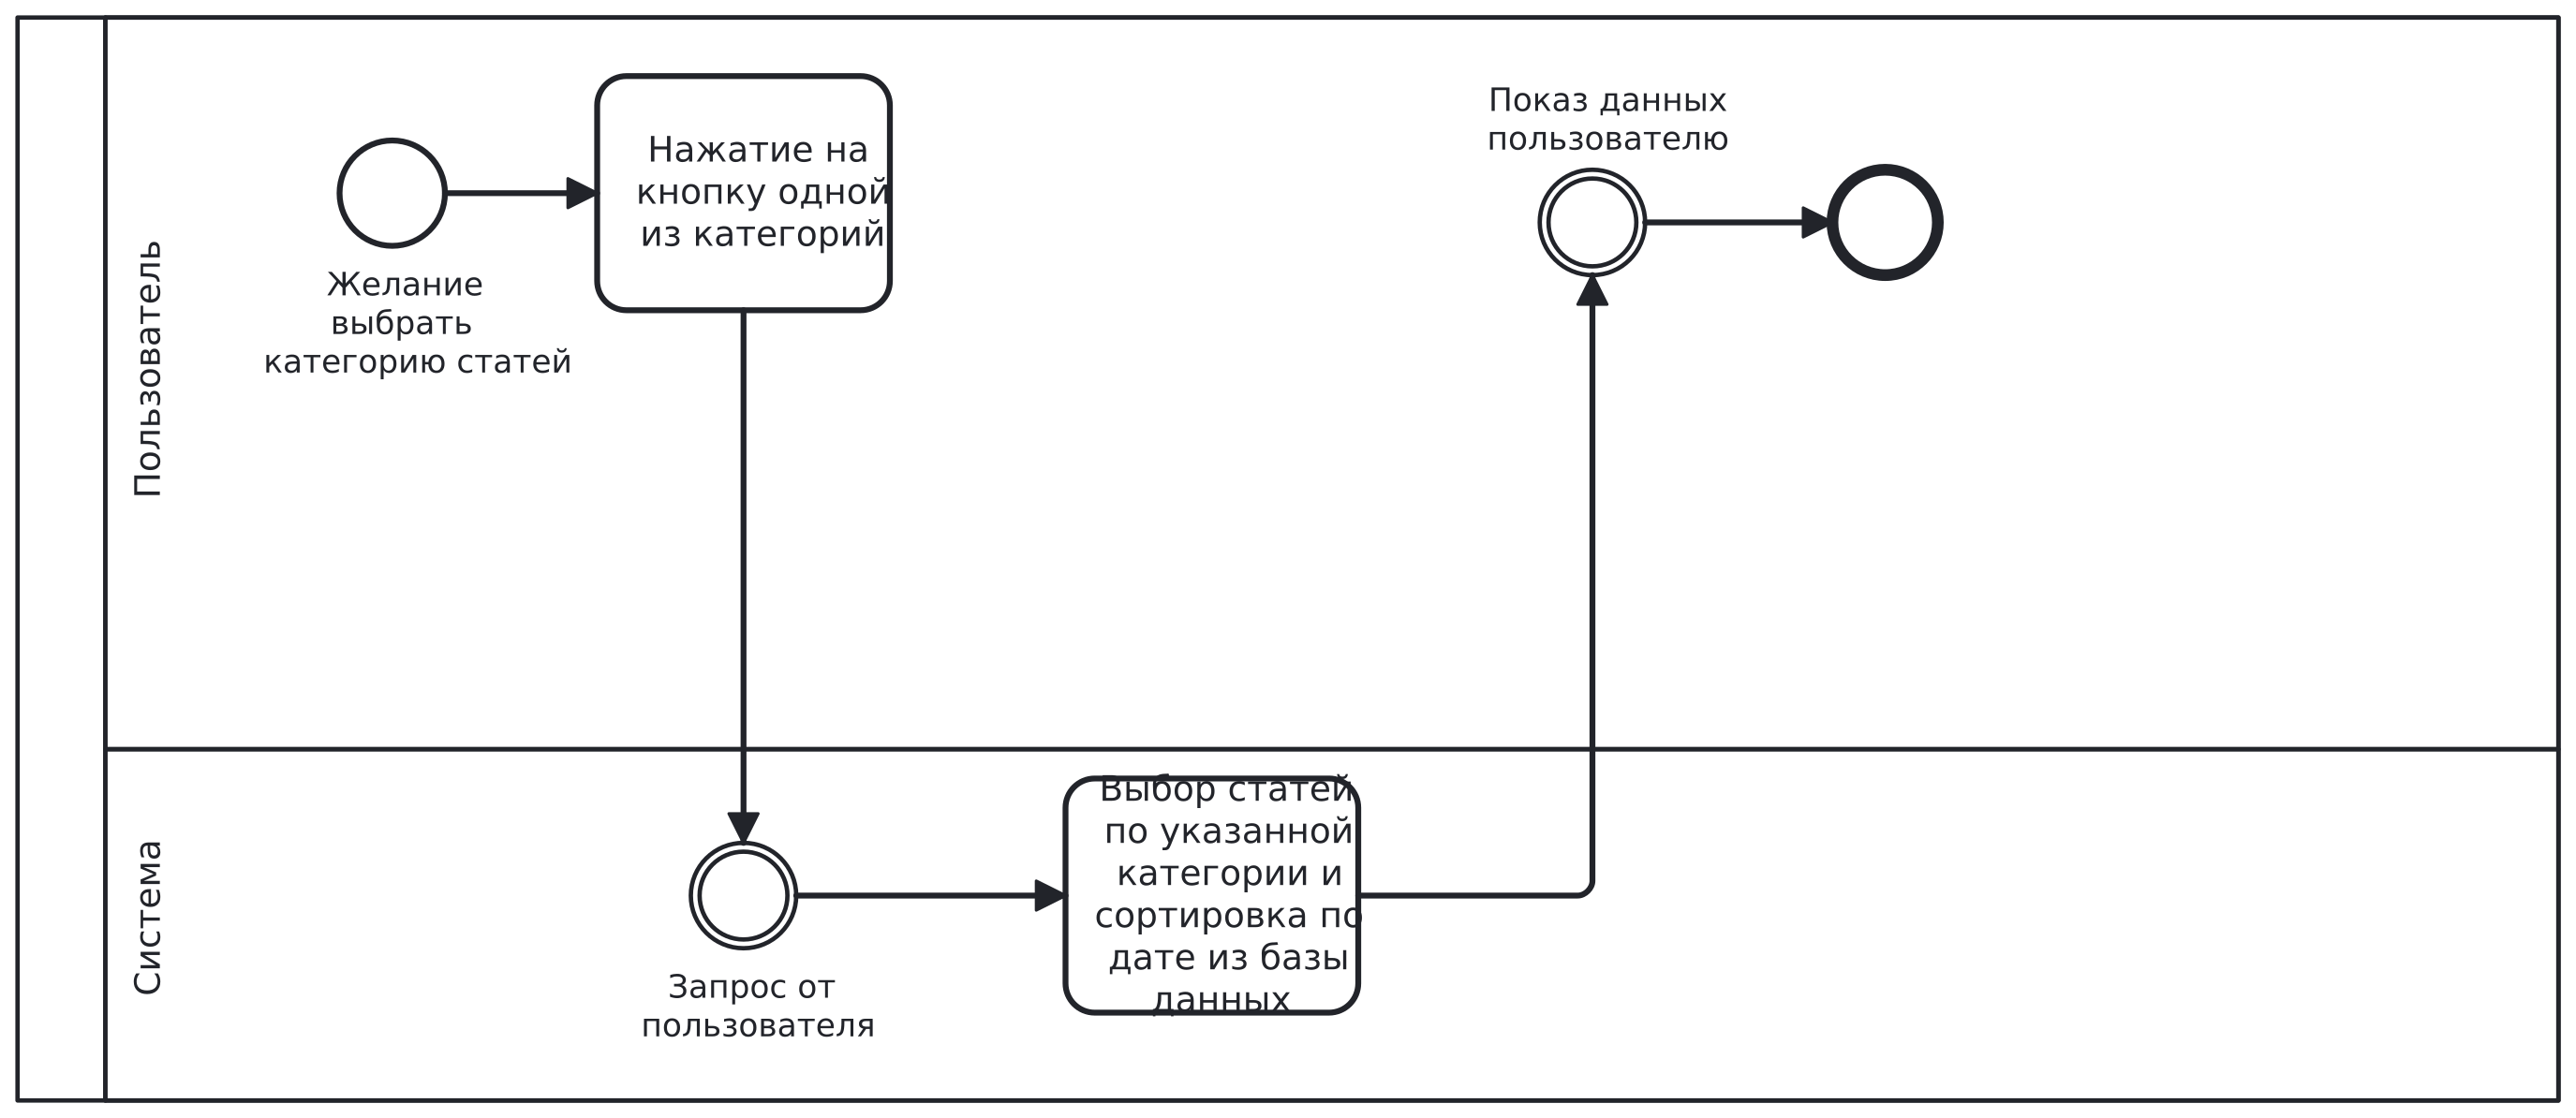 Пользователь
Желание
выбрать
категорию статей
Нажатие на
кнопку одной
из категорий
Показ данных
пользователю
Система
Запрос от
пользователя
Выбор статей
по указанной
категории и
сортировка по
дате из базы
данных